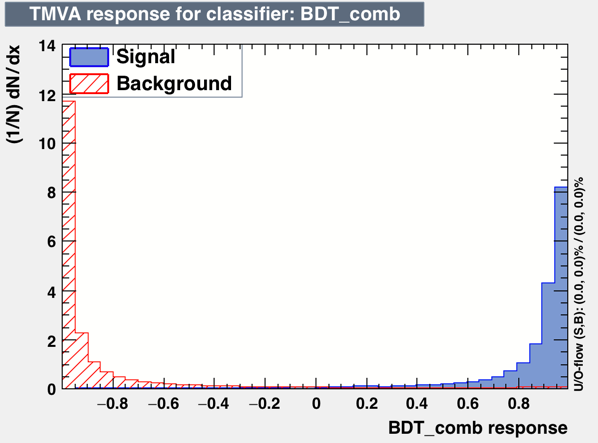 TMVA response for classifier: BDT_comb
(1/N) dN/dx
Signal
Background
14
12
10
8
6
4
2
0
−0.8 −0.6 −0.4 −0.2 0 0.2 0.4 0.6 0.8
BDT_comb response
U/O-flow (S,B): (0.0, 0.0)% / (0.0, 0.0)%